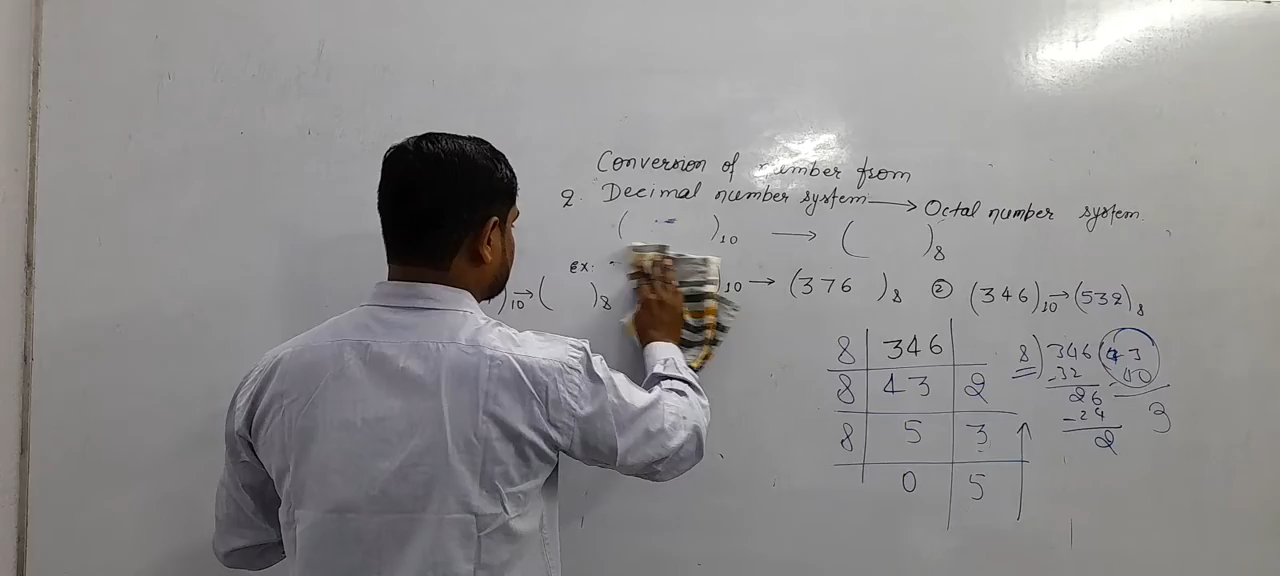 Conversion of number from
2. Decimal number system → Octal number system.
( )10 → ( )8
ex: )10 → (376 )8 ② (346)10 → (532)8
)10 → ( )8
8 | 346
8 | 43 | 2
8 | 5 | 3
0 | 5
8) 346 (43
-32
26
-24
2
40
3